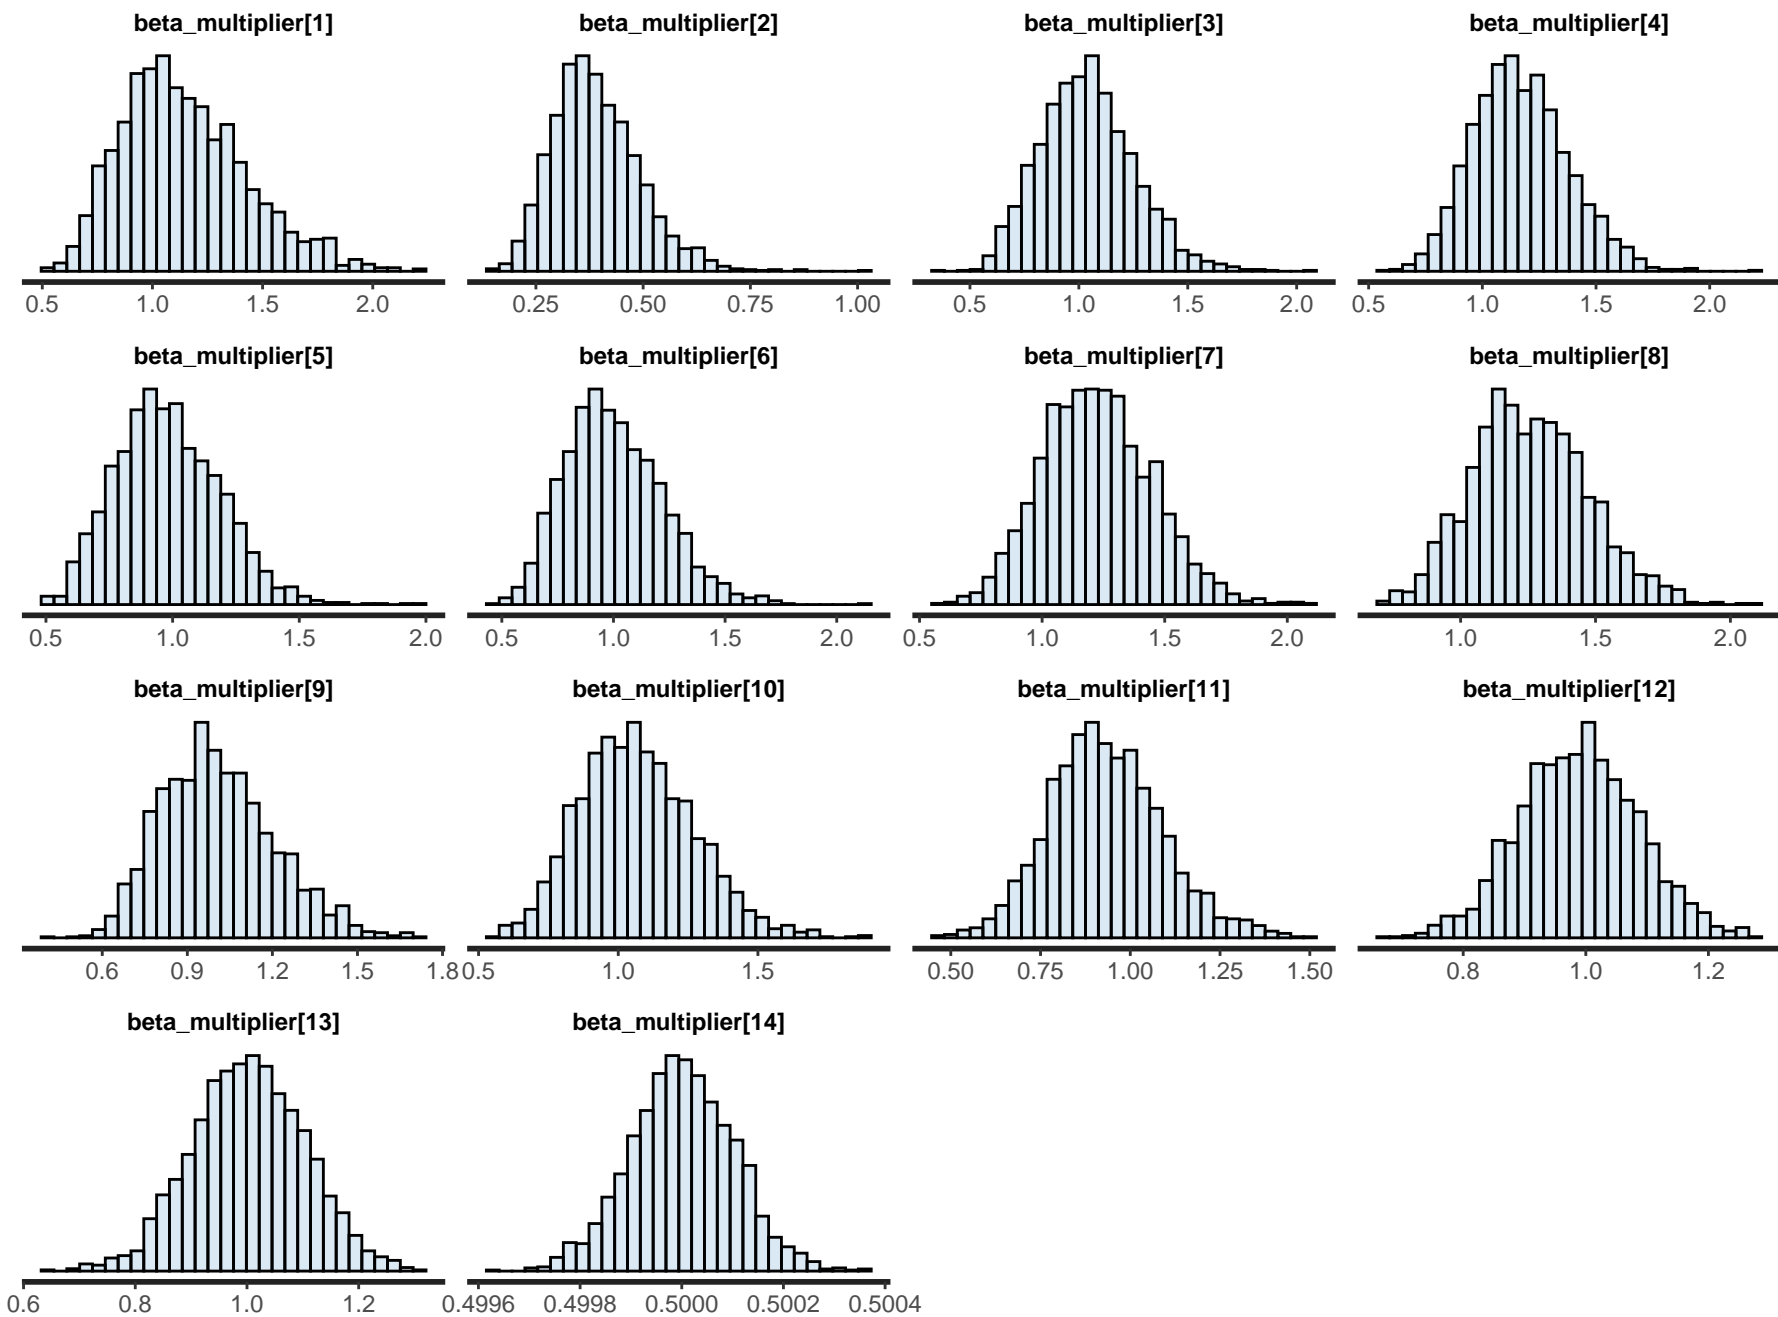 beta_multiplier[1] beta_multiplier[2] beta_multiplier[3] beta_multiplier[4]
0.5 1.0 1.5 2.0 0.25 0.50 0.75 1.00 0.5 1.0 1.5 2.0 0.5 1.0 1.5 2.0
beta_multiplier[5] beta_multiplier[6] beta_multiplier[7] beta_multiplier[8]
0.5 1.0 1.5 2.0 0.5 1.0 1.5 2.0 0.5 1.0 1.5 2.0 1.0 1.5 2.0
beta_multiplier[9] beta_multiplier[10] beta_multiplier[11] beta_multiplier[12]
0.6 0.9 1.2 1.5 1.8 0.5 1.0 1.5 0.50 0.75 1.00 1.25 1.50 0.8 1.0 1.2
beta_multiplier[13] beta_multiplier[14]
0.6 0.8 1.0 1.2 0.4996 0.4998 0.5000 0.5002 0.5004